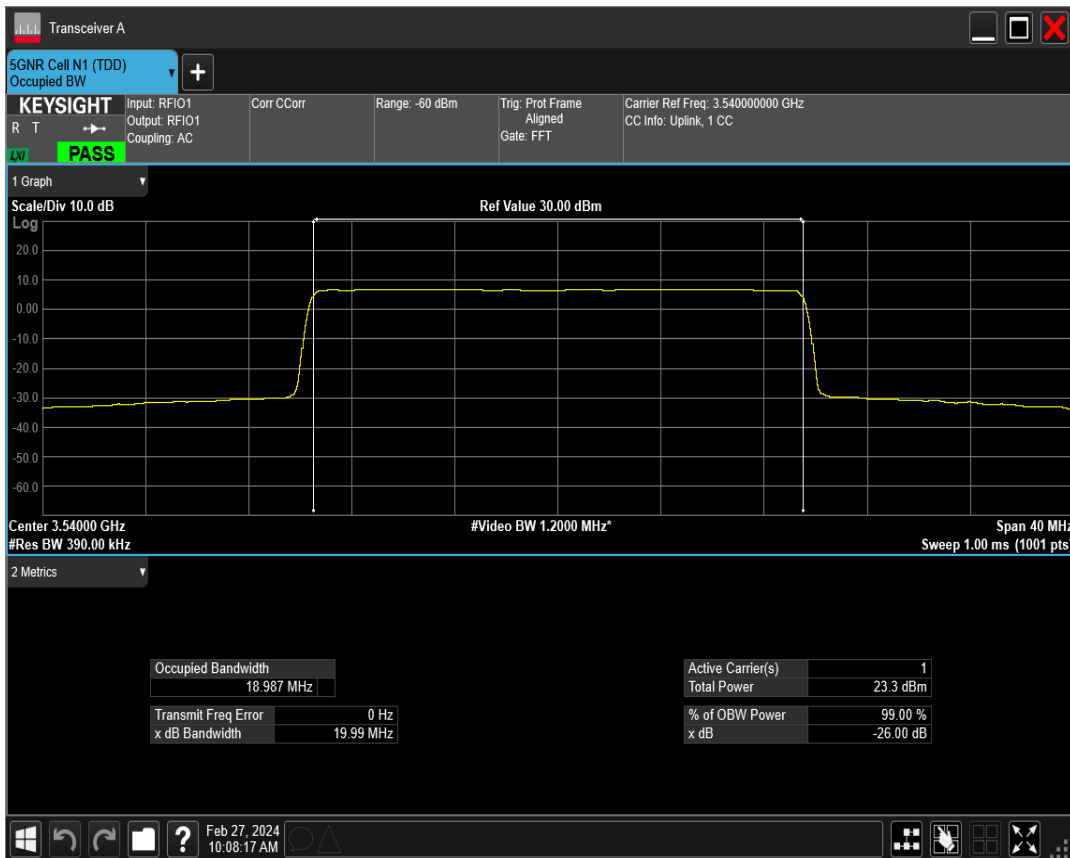 Transceiver A
5GNR Cell N1 (TDD)
Occupied BW
+
KEYSIGHT
R T
LXI
PASS
Input: RFIO1
Output: RFIO1
Coupling: AC
Corr CCorr
Range: -60 dBm
Trig: Prot Frame
Aligned
Gate: FFT
Carrier Ref Freq: 3.540000000 GHz
CC Info: Uplink, 1 CC
1 Graph
Scale/Div 10.0 dB
Ref Value 30.00 dBm
Log
20.0
10.0
0.00
-10.0
-20.0
-30.0
-40.0
-50.0
-60.0
Center 3.54000 GHz
#Video BW 1.2000 MHz*
Span 40 MHz
#Res BW 390.00 kHz
Sweep 1.00 ms (1001 pts)
2 Metrics
Occupied Bandwidth
18.987 MHz
Transmit Freq Error 0 Hz
x dB Bandwidth 19.99 MHz
Active Carrier(s) 1
Total Power 23.3 dBm
% of OBW Power 99.00 %
x dB -26.00 dB
?
Feb 27, 2024
10:08:17 AM